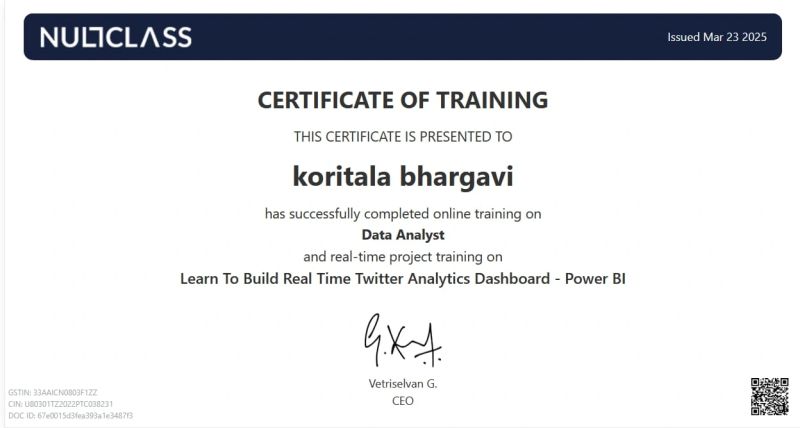 NULLCLASS
Issued Mar 23 2025
CERTIFICATE OF TRAINING
THIS CERTIFICATE IS PRESENTED TO
koritala bhargavi
has successfully completed online training on
Data Analyst
and real-time project training on
Learn To Build Real Time Twitter Analytics Dashboard - Power BI
Vetriselvan G.
CEO
GSTIN: 33AAICN0803F1ZZ
CIN: U80301TZ2022PTC038231
DOC ID: 67e0015d3fea393a1e3487f3